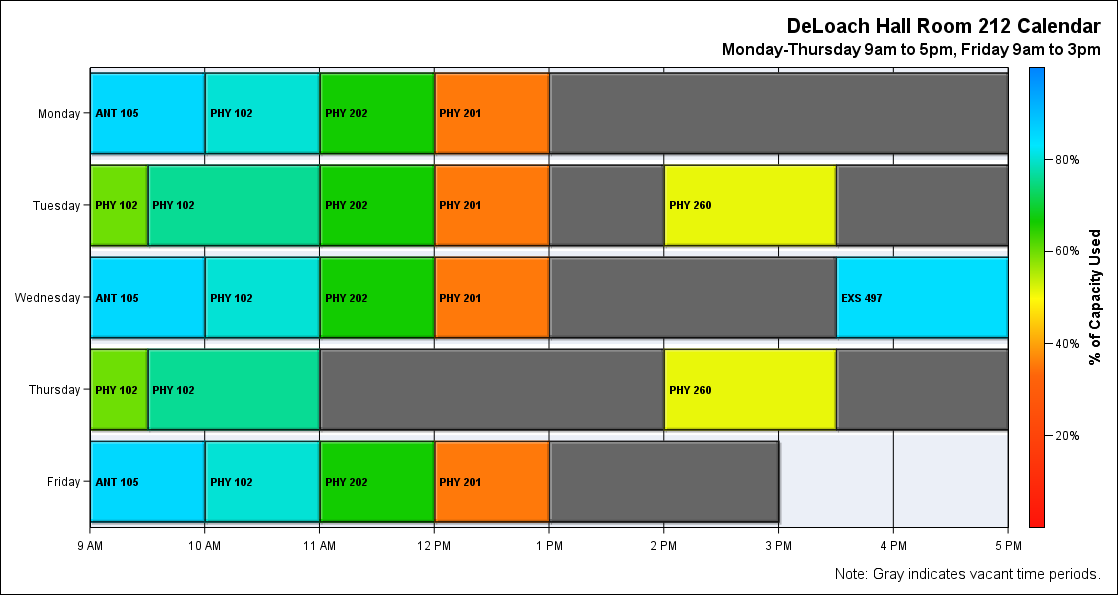 DeLoach Hall Room 212 Calendar
Monday-Thursday 9am to 5pm, Friday 9am to 3pm
Monday
ANT 105
PHY 102
PHY 202
PHY 201
Tuesday
PHY 102
PHY 102
PHY 202
PHY 201
PHY 260
Wednesday
ANT 105
PHY 102
PHY 202
PHY 201
EXS 497
Thursday
PHY 102
PHY 102
PHY 260
Friday
ANT 105
PHY 102
PHY 202
PHY 201
9 AM
10 AM
11 AM
12 PM
1 PM
2 PM
3 PM
4 PM
5 PM
80%
60%
40%
20%
% of Capacity Used
Note: Gray indicates vacant time periods.